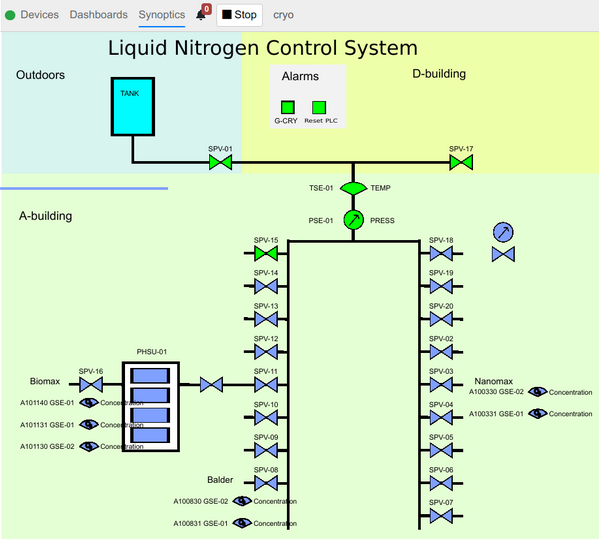 Devices Dashboards Synoptics 0 Stop cryo
Liquid Nitrogen Control System
Outdoors
Alarms
D-building
TANK
G-CRY Reset PLC
SPV-01
SPV-17
TSE-01 TEMP
PSE-01 PRESS
A-building
SPV-15 SPV-18
SPV-14 SPV-19
SPV-13 SPV-20
SPV-12 SPV-02
PHSU-01
SPV-16 SPV-11 SPV-03
Biomax
Nanomax
A101140 GSE-01 Concentration
A100330 GSE-02 Concentration
SPV-10 SPV-04
A101131 GSE-01 Concentration
A100331 GSE-01 Concentration
SPV-09 SPV-05
A101130 GSE-02 Concentration
SPV-08 SPV-06
Balder
A100830 GSE-02 Concentration
SPV-07
A100831 GSE-01 Concentration